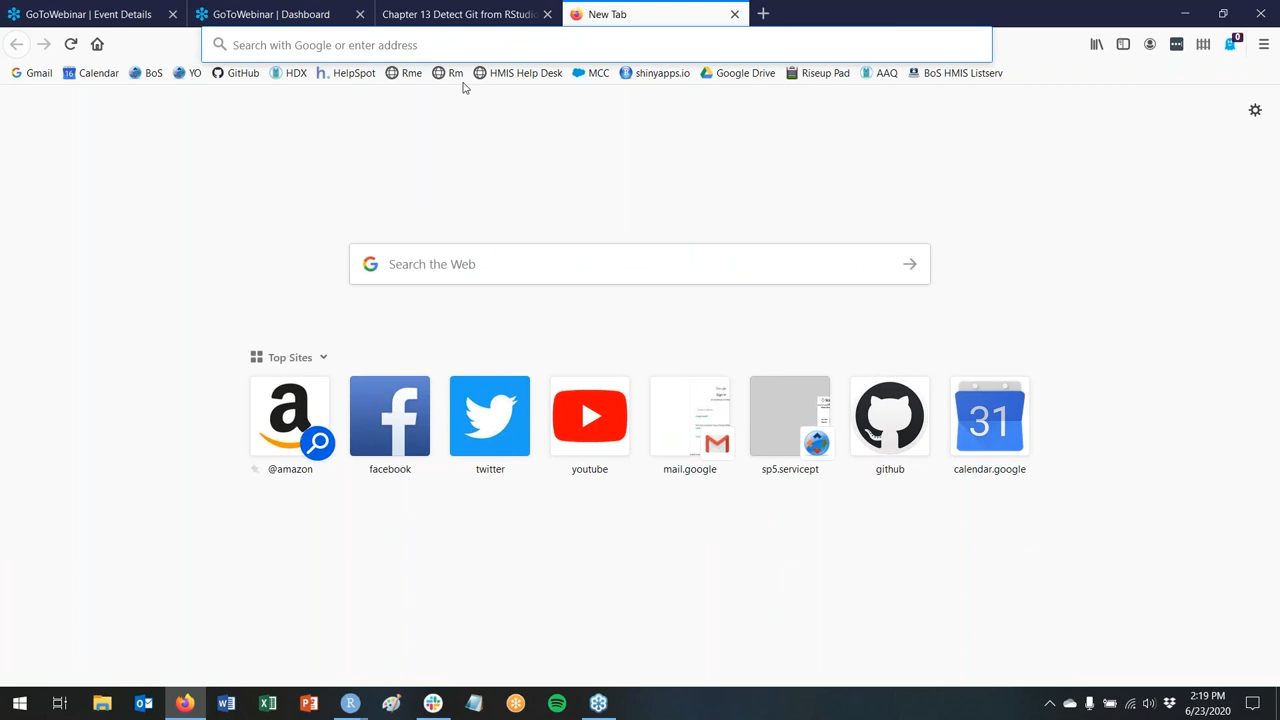 GoToWebinar | Event Details
GoToWebinar | Dashboard
Chapter 13 Detect Git from RStudio
New Tab
Search with Google or enter address
0
Gmail
Calendar
BoS
YO
GitHub
HDX
HelpSpot
Rme
Rm
HMIS Help Desk
MCC
shinyapps.io
Google Drive
Riseup Pad
AAQ
BoS HMIS Listserv
Search the Web
Top Sites
@amazon
facebook
twitter
youtube
mail.google
sp5.servicept
github
31
calendar.google
2:19 PM
6/23/2020